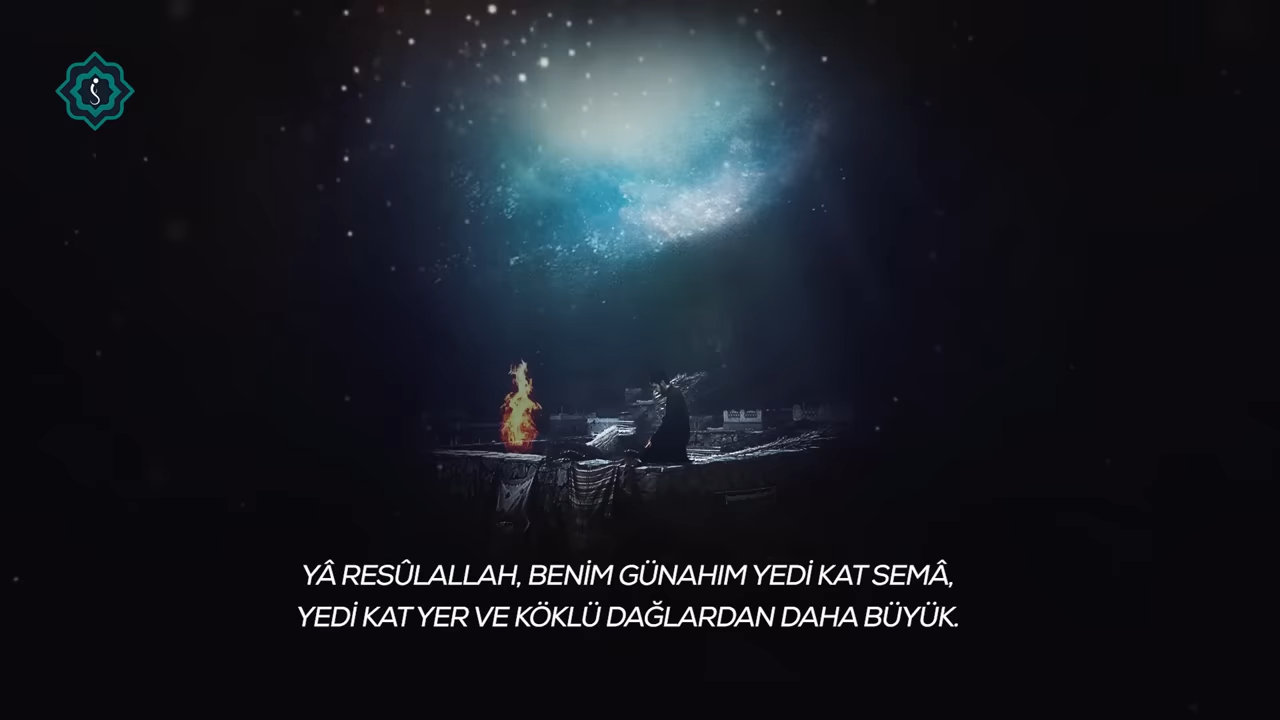 YÂ RESÛLALLAH, BENİM GÜNAHIM YEDİ KAT SEMÂ,
YEDİ KAT YER VE KÖKLÜ DAĞLARDAN DAHA BÜYÜK.